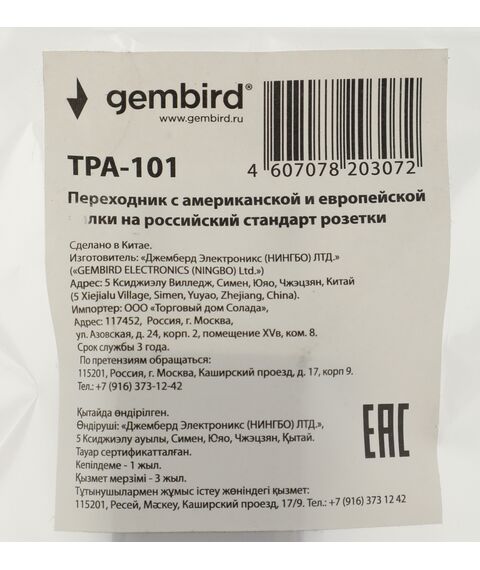 gembird®
www.gembird.ru
4 607078 203072
TPA-101
Переходник с американской и европейской
лки на российский стандарт розетки
Сделано в Китае.
Изготовитель: «Джемберд Электроникс (НИНГБО) ЛТД.»
(«GEMBIRD ELECTRONICS (NINGBO) Ltd.»)
Адрес: 5 Ксиджиэлу Вилледж, Симен, Юяо, Чжэцзян, Китай
(5 Xiejialu Village, Simen, Yuyao, Zhejiang, China).
Импортер: ООО «Торговый дом Солада»,
Адрес: 117452, Россия, г. Москва,
ул. Азовская, д. 24, корп. 2, помещение XVв, ком. 8.
Срок службы 3 года.
По претензиям обращаться:
115201, Россия, г. Москва, Каширский проезд, д. 17, корп 9.
Тел.: +7 (916) 373-12-42
Қытайда өндірілген.
Өндіруші: «Джемберд Электроникс (НИНГБО) ЛТД.»,
5 Ксиджиэлу ауылы, Симен, Юяо, Чжэцзян, Қытай.
Тауар сертификатталған.
Кепілдеме - 1 жыл.
Қызмет мерзімі - 3 жыл.
Тұтынушылармен жұмыс істеу жөніндегі қызмет:
115201, Ресей, Мәскеу, Каширский проезд, 17/9. Тел.: +7 (916) 373 12 42
EAC